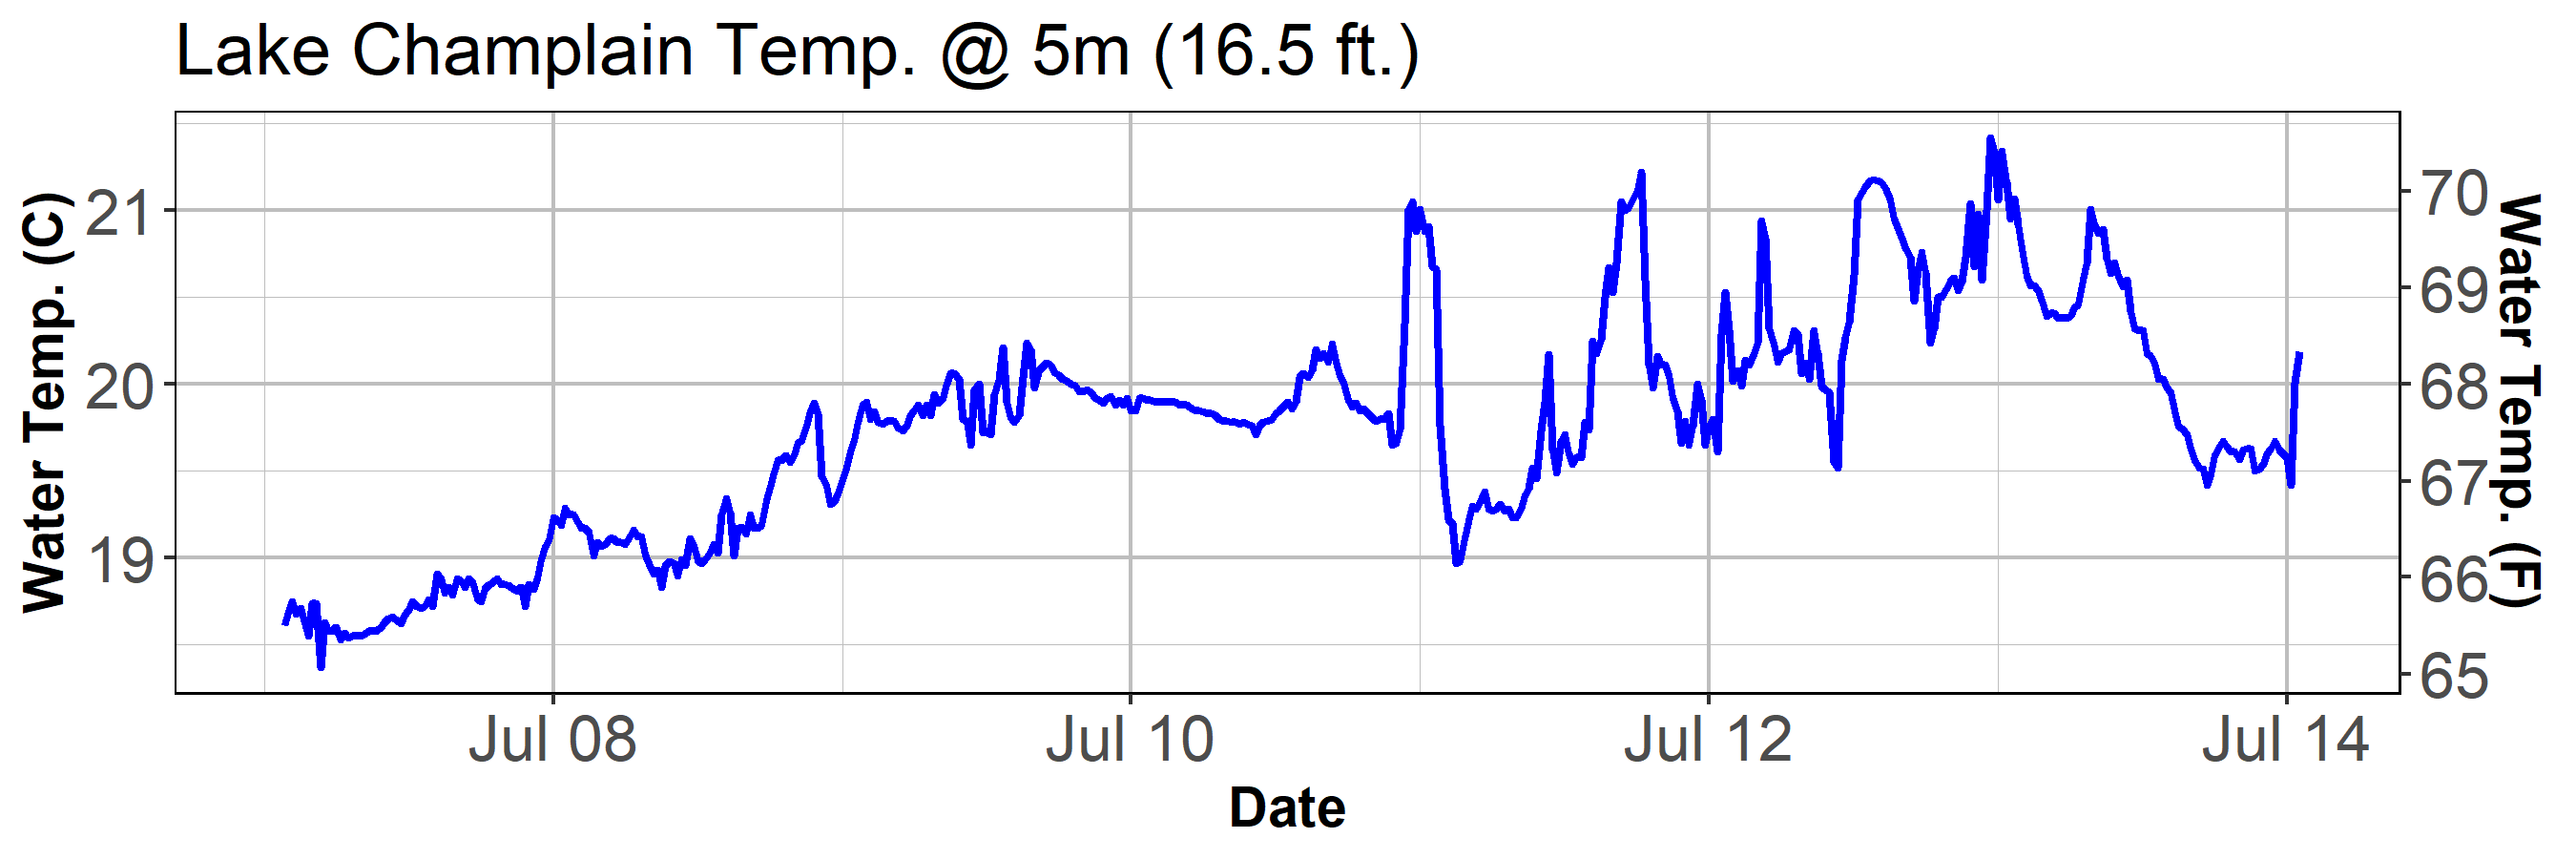 Lake Champlain Temp. @ 5m (16.5 ft.)
Water Temp. (C)
21
20
19
70
69
68
67
66
65
Water Temp. (F)
Jul 08
Jul 10
Jul 12
Jul 14
Date